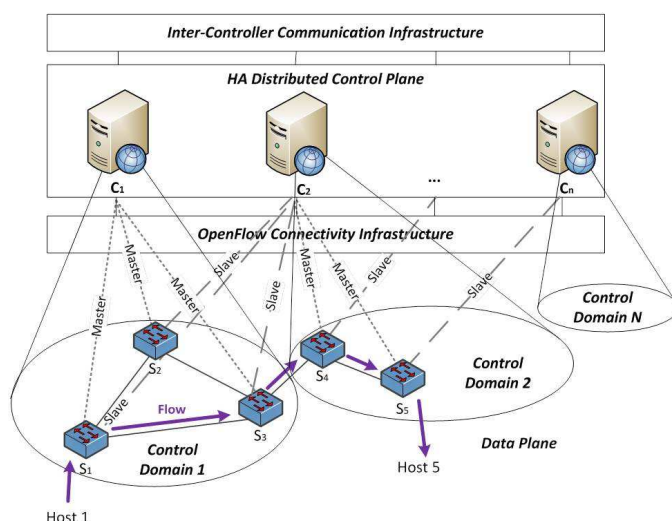 Inter-Controller Communication Infrastructure
HA Distributed Control Plane
C1
C2
...
Cn
OpenFlow Connectivity Infrastructure
Master
Master
Master
Slave
Slave
Slave
Master
Master
Slave
Slave
Control
Domain N
S2
S4
Control
Domain 2
S5
Slave
Flow
S3
S1
Control
Domain 1
Data Plane
Host 5
Host 1